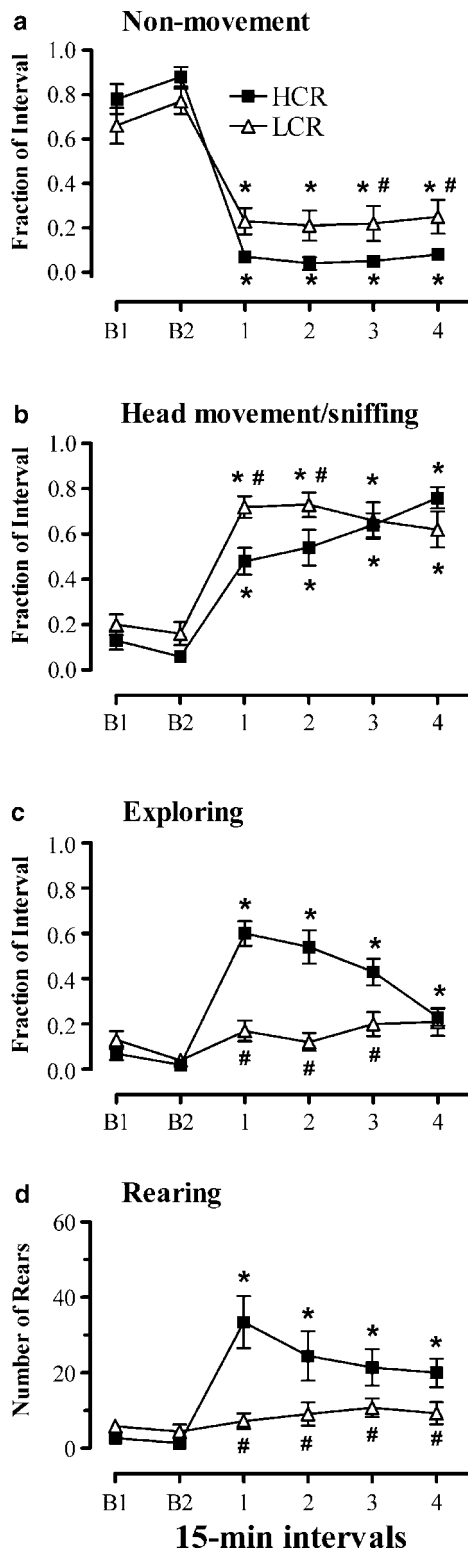 a Non-movement
Fraction of Interval
1.0
0.8
0.6
0.4
0.2
0.0
HCR
LCR
* * * # * #
* * * *
B1 B2 1 2 3 4
b Head movement/sniffing
Fraction of Interval
1.0
0.8
0.6
0.4
0.2
0.0
* # * # * *
* * * *
B1 B2 1 2 3 4
c Exploring
Fraction of Interval
1.0
0.8
0.6
0.4
0.2
0.0
* * * *
# # #
B1 B2 1 2 3 4
d Rearing
Number of Rears
60
40
20
0
* * * *
# # # #
B1 B2 1 2 3 4
15-min intervals